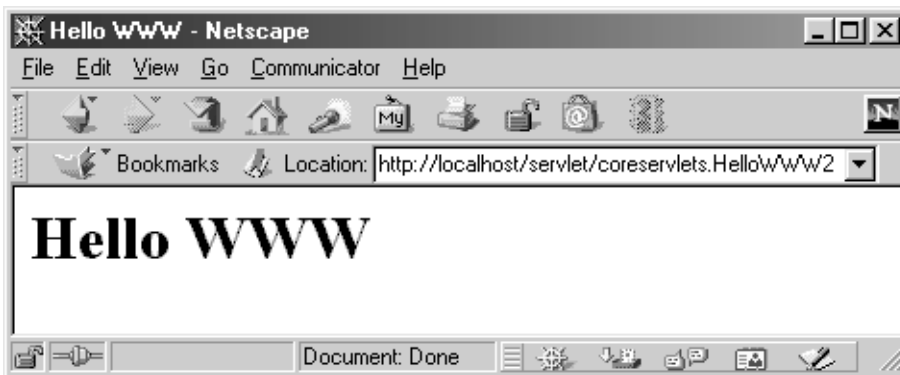 Hello WWW - Netscape
File Edit View Go Communicator Help
My N
Bookmarks Location: http://localhost/servlet/coreservlets.HelloWWW2
Hello WWW
Document: Done